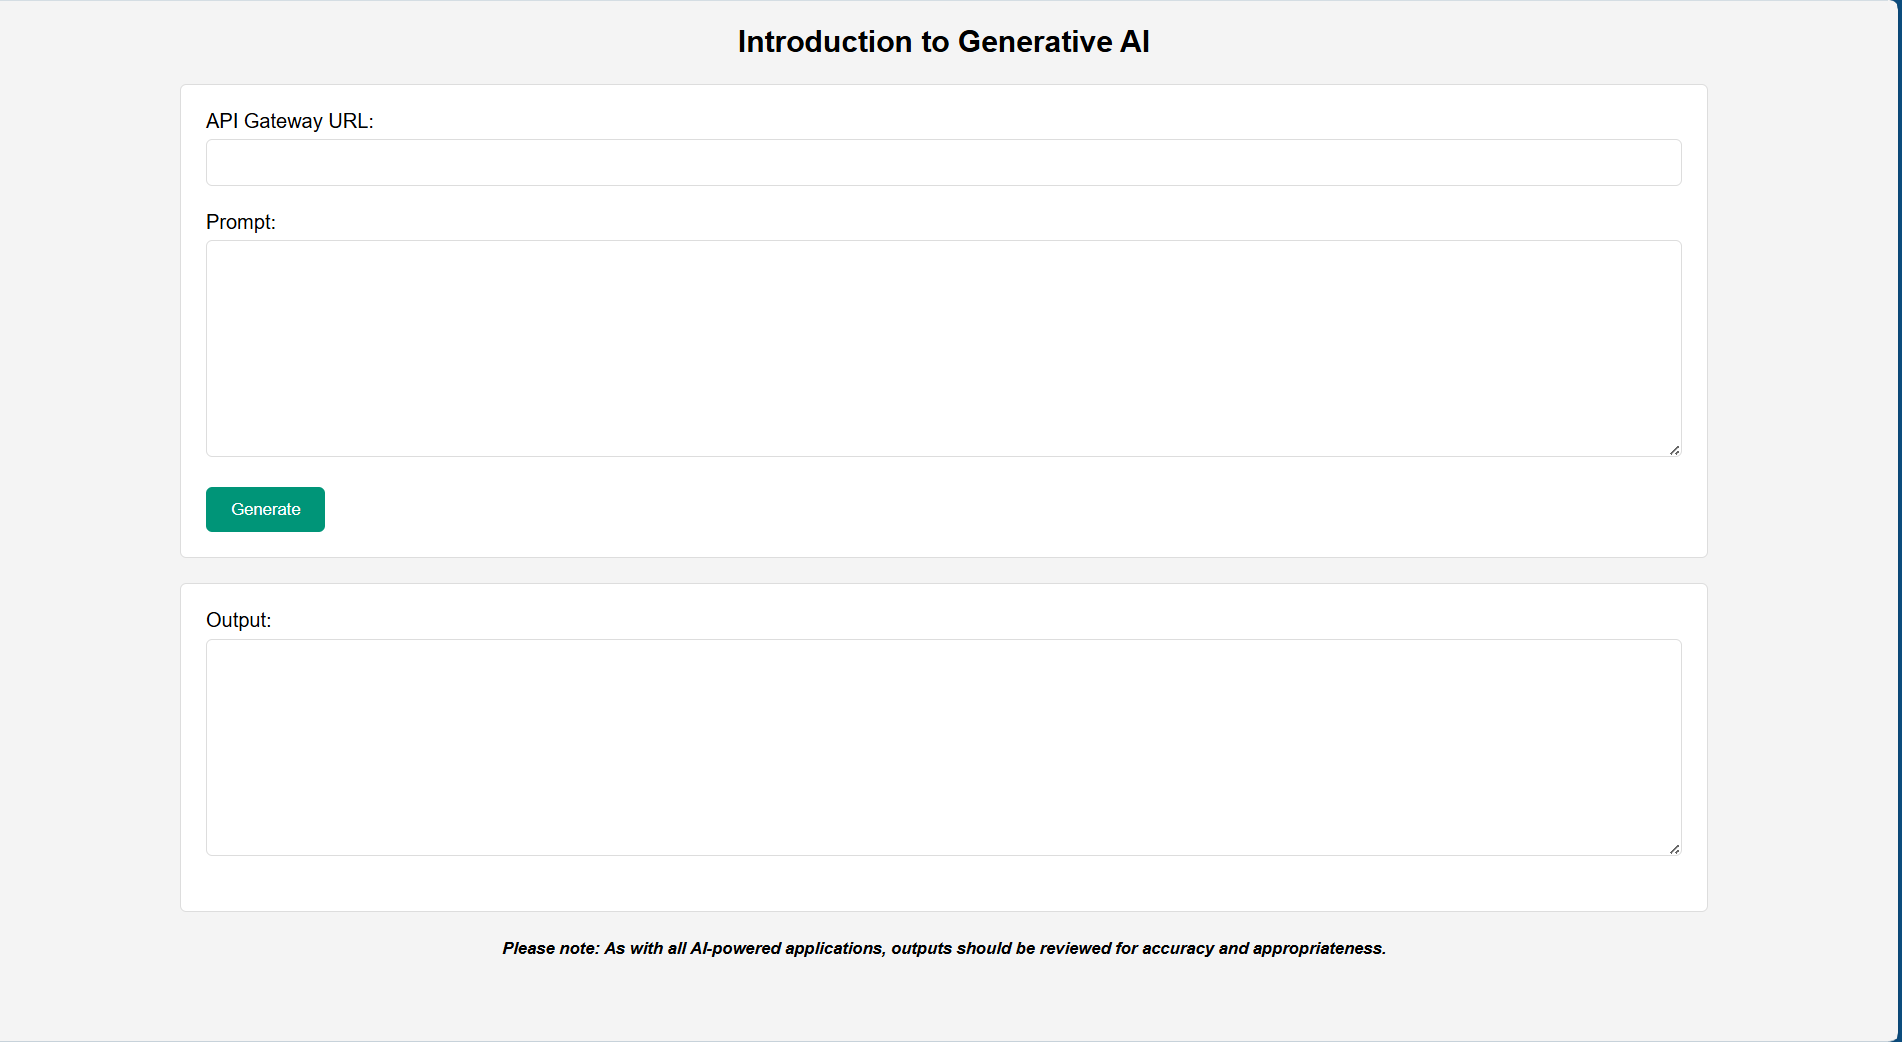 Introduction to Generative AI
API Gateway URL:
Prompt:
Generate
Output:
Please note: As with all AI-powered applications, outputs should be reviewed for accuracy and appropriateness.